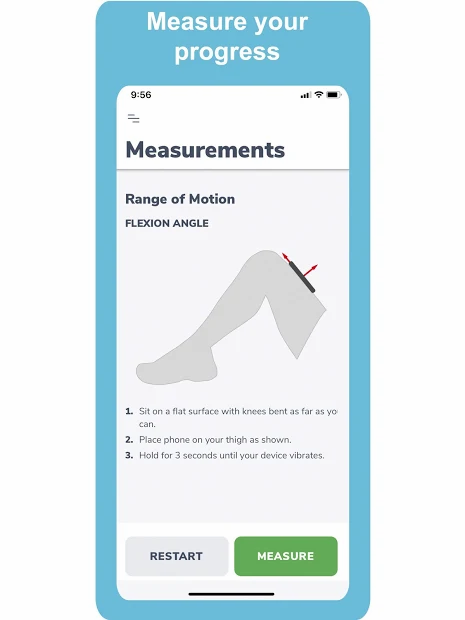 Measure your
progress
9:56
Measurements
Range of Motion
FLEXION ANGLE
1. Sit on a flat surface with knees bent as far as yo
can.
2. Place phone on your thigh as shown.
3. Hold for 3 seconds until your device vibrates.
RESTART MEASURE